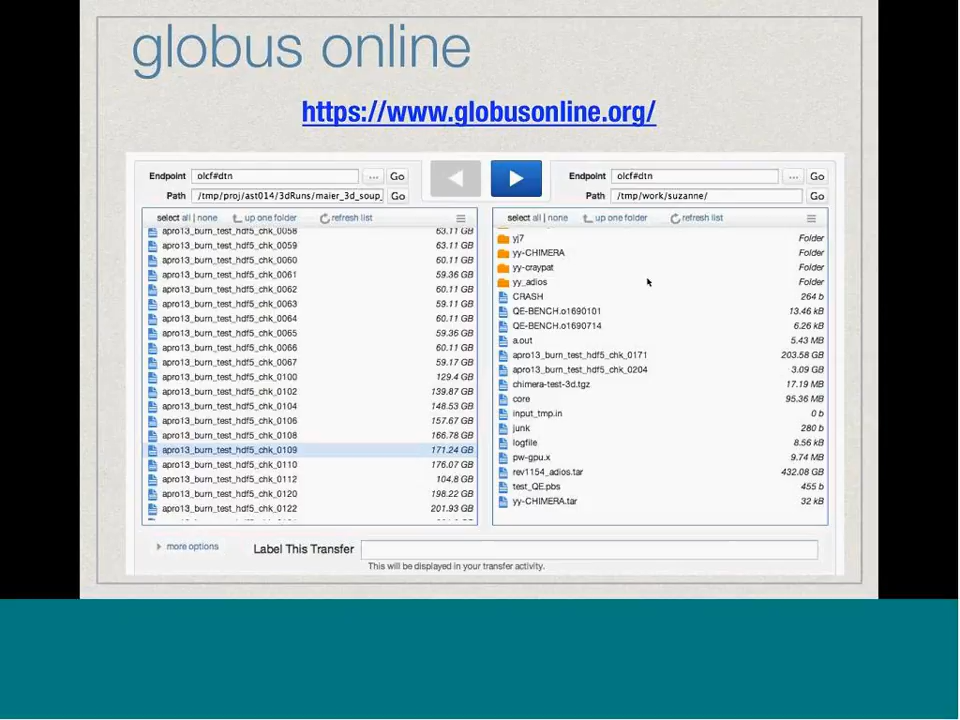 globus online
https://www.globusonline.org/
Endpoint olcf#dtn ... Go
Path /tmp/proj/ast014/3dRuns/maier_3d_soup_ Go
select all | none up one folder refresh list
apro13_burn_test_hdf5_chk_0058 63.11 GB
apro13_burn_test_hdf5_chk_0059 63.11 GB
apro13_burn_test_hdf5_chk_0060 60.11 GB
apro13_burn_test_hdf5_chk_0061 59.36 GB
apro13_burn_test_hdf5_chk_0062 60.11 GB
apro13_burn_test_hdf5_chk_0063 59.11 GB
apro13_burn_test_hdf5_chk_0064 60.11 GB
apro13_burn_test_hdf5_chk_0065 59.36 GB
apro13_burn_test_hdf5_chk_0066 60.11 GB
apro13_burn_test_hdf5_chk_0067 59.17 GB
apro13_burn_test_hdf5_chk_0100 129.4 GB
apro13_burn_test_hdf5_chk_0102 139.87 GB
apro13_burn_test_hdf5_chk_0104 148.53 GB
apro13_burn_test_hdf5_chk_0106 157.67 GB
apro13_burn_test_hdf5_chk_0108 166.78 GB
apro13_burn_test_hdf5_chk_0109 171.24 GB
apro13_burn_test_hdf5_chk_0110 176.07 GB
apro13_burn_test_hdf5_chk_0112 104.8 GB
apro13_burn_test_hdf5_chk_0120 198.22 GB
apro13_burn_test_hdf5_chk_0122 201.93 GB
Endpoint olcf#dtn ... Go
Path /tmp/work/suzanne/ Go
select all | none up one folder refresh list
yj7 Folder
yy-CHIMERA Folder
yy-craypat Folder
yy_adios Folder
CRASH 264 b
QE-BENCH.o1690101 13.46 kB
QE-BENCH.o1690714 6.26 kB
a.out 5.43 MB
apro13_burn_test_hdf5_chk_0171 203.58 GB
apro13_burn_test_hdf5_chk_0204 3.09 GB
chimera-test-3d.tgz 17.19 MB
core 95.36 MB
input_tmp.in 0 b
junk 280 b
logfile 8.56 kB
pw-gpu.x 9.74 MB
rev1154_adios.tar 432.08 GB
test_QE.pbs 455 b
yy-CHIMERA.tar 32 kB
more options Label This Transfer
This will be displayed in your transfer activity.